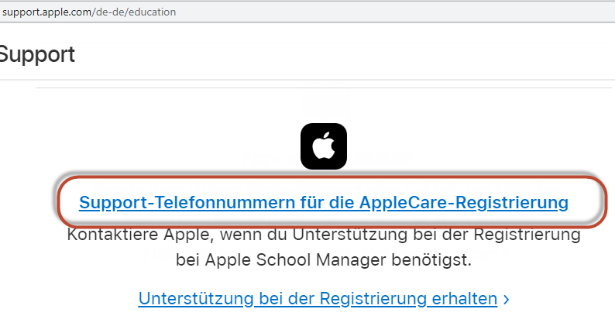 support.apple.com/de-de/education
Support
Support-Telefonnummern für die AppleCare-Registrierung
Kontaktiere Apple, wenn du Unterstützung bei der Registrierung
bei Apple School Manager benötigst.
Unterstützung bei der Registrierung erhalten ›